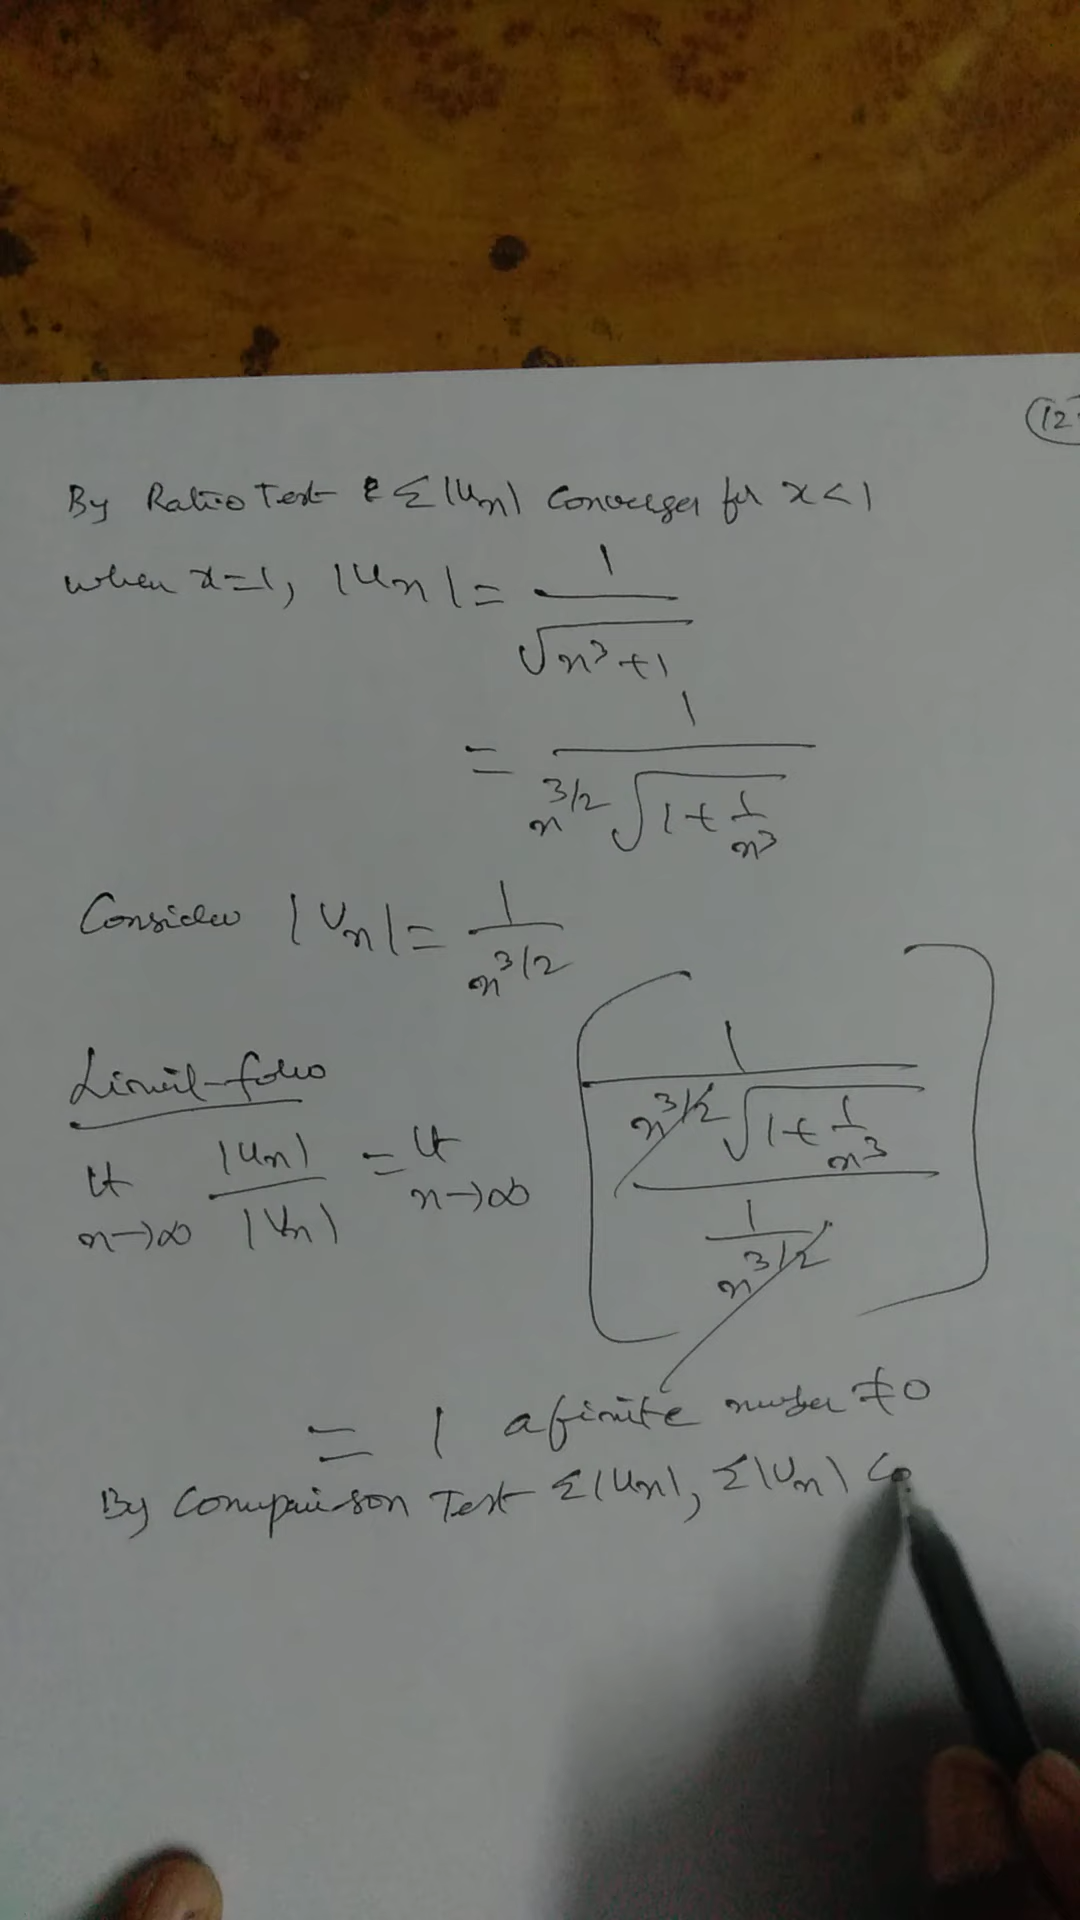 12
By Ratio Test Σ|Un| Converges for x<1
when x=1, |Un| = 1/√(n³+1)
= 1/(n^(3/2) √(1+1/n³))
Consider |Vn| = 1/n^(3/2)
Limit-form
Lt n→∞ |Un|/|Vn| = Lt n→∞ [ (1/(n^(3/2) √(1+1/n³))) / (1/n^(3/2)) ]
= 1 a finite number ≠0
By Comparison Test Σ|Un|, Σ|Vn| Co